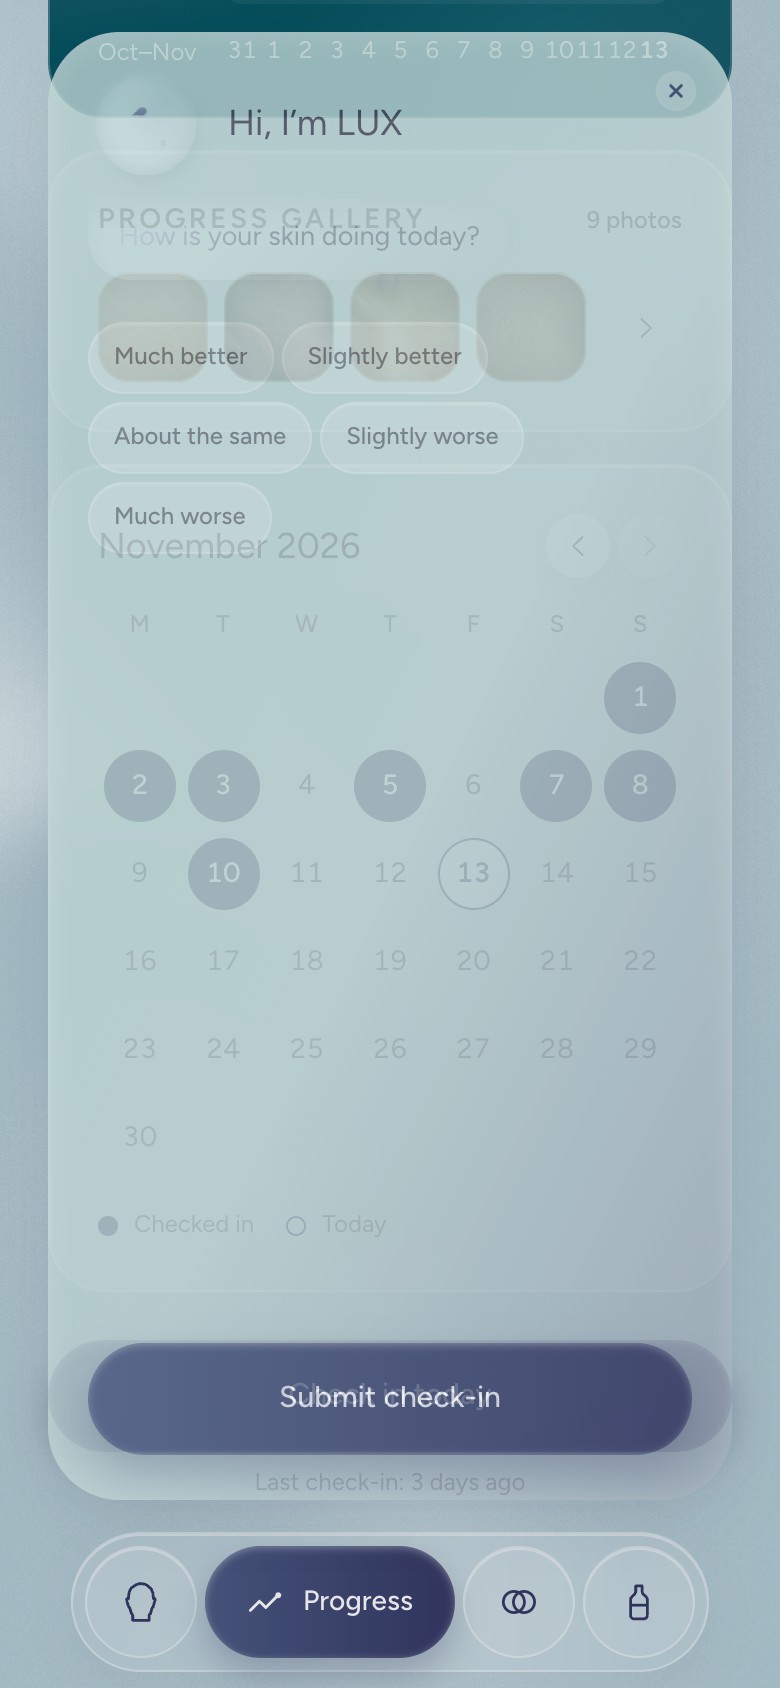 Oct–Nov 31 1 2 3 4 5 6 7 8 9 10 11 12 13
Hi, I'm LUX
PROGRESS GALLERY 9 photos
How is your skin doing today?
Much better Slightly better
About the same Slightly worse
Much worse
November 2026
M T W T F S S
1
2 3 4 5 6 7 8
9 10 11 12 13 14 15
16 17 18 19 20 21 22
23 24 25 26 27 28 29
30
Checked in Today
Submit check-in
Check in today
Last check-in: 3 days ago
Progress